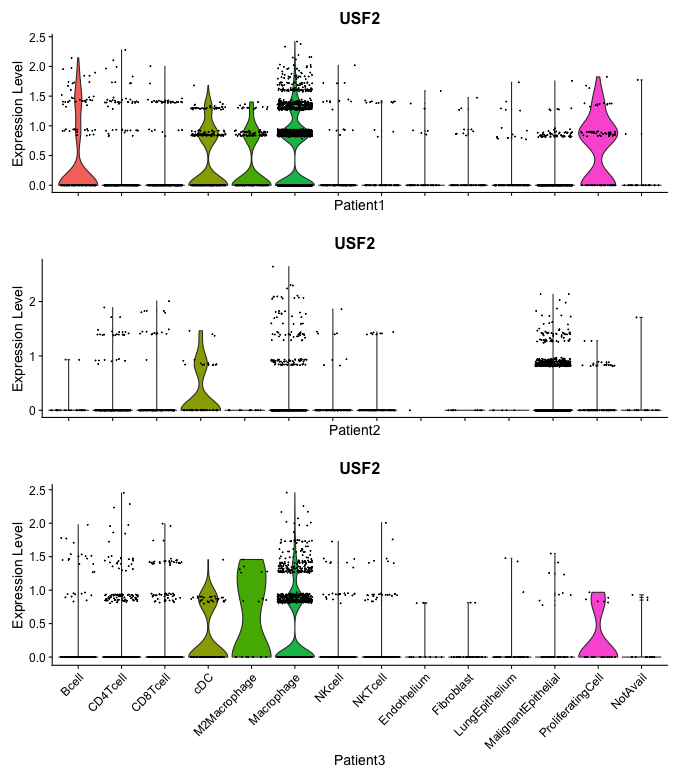 USF2
Expression Level
2.5
2.0
1.5
1.0
0.5
0.0
Patient1
USF2
Expression Level
2
1
0
Patient2
USF2
Expression Level
2.5
2.0
1.5
1.0
0.5
0.0
Bcell
CD4Tcell
CD8Tcell
cDC
M2Macrophage
Macrophage
NKcell
NKTcell
Endothelium
Fibroblast
LungEpithelium
MalignantEpithelial
ProliferatingCell
NotAvail
Patient3